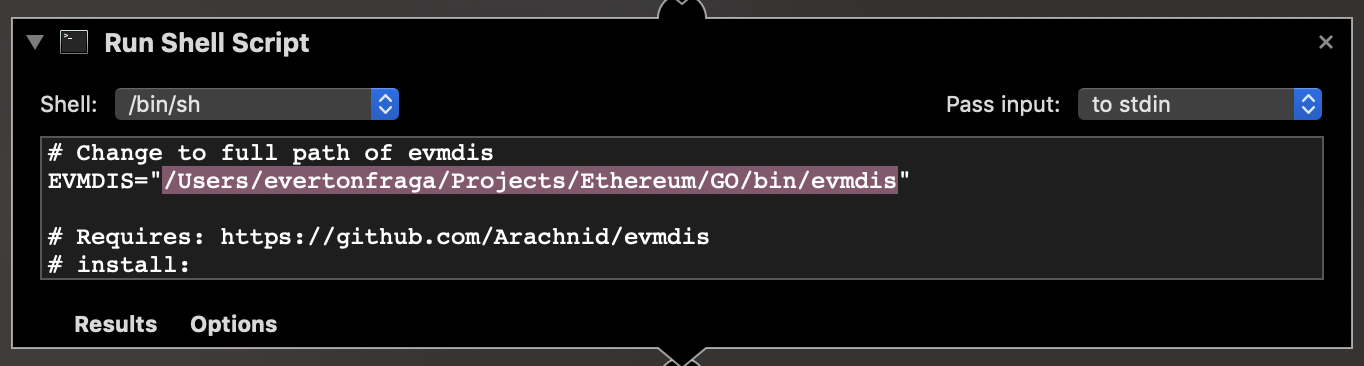 Run Shell Script
Shell: /bin/sh Pass input: to stdin
# Change to full path of evmdis
EVMDIS="/Users/evertonfraga/Projects/Ethereum/GO/bin/evmdis"
# Requires: https://github.com/Arachnid/evmdis
# install:
Results Options